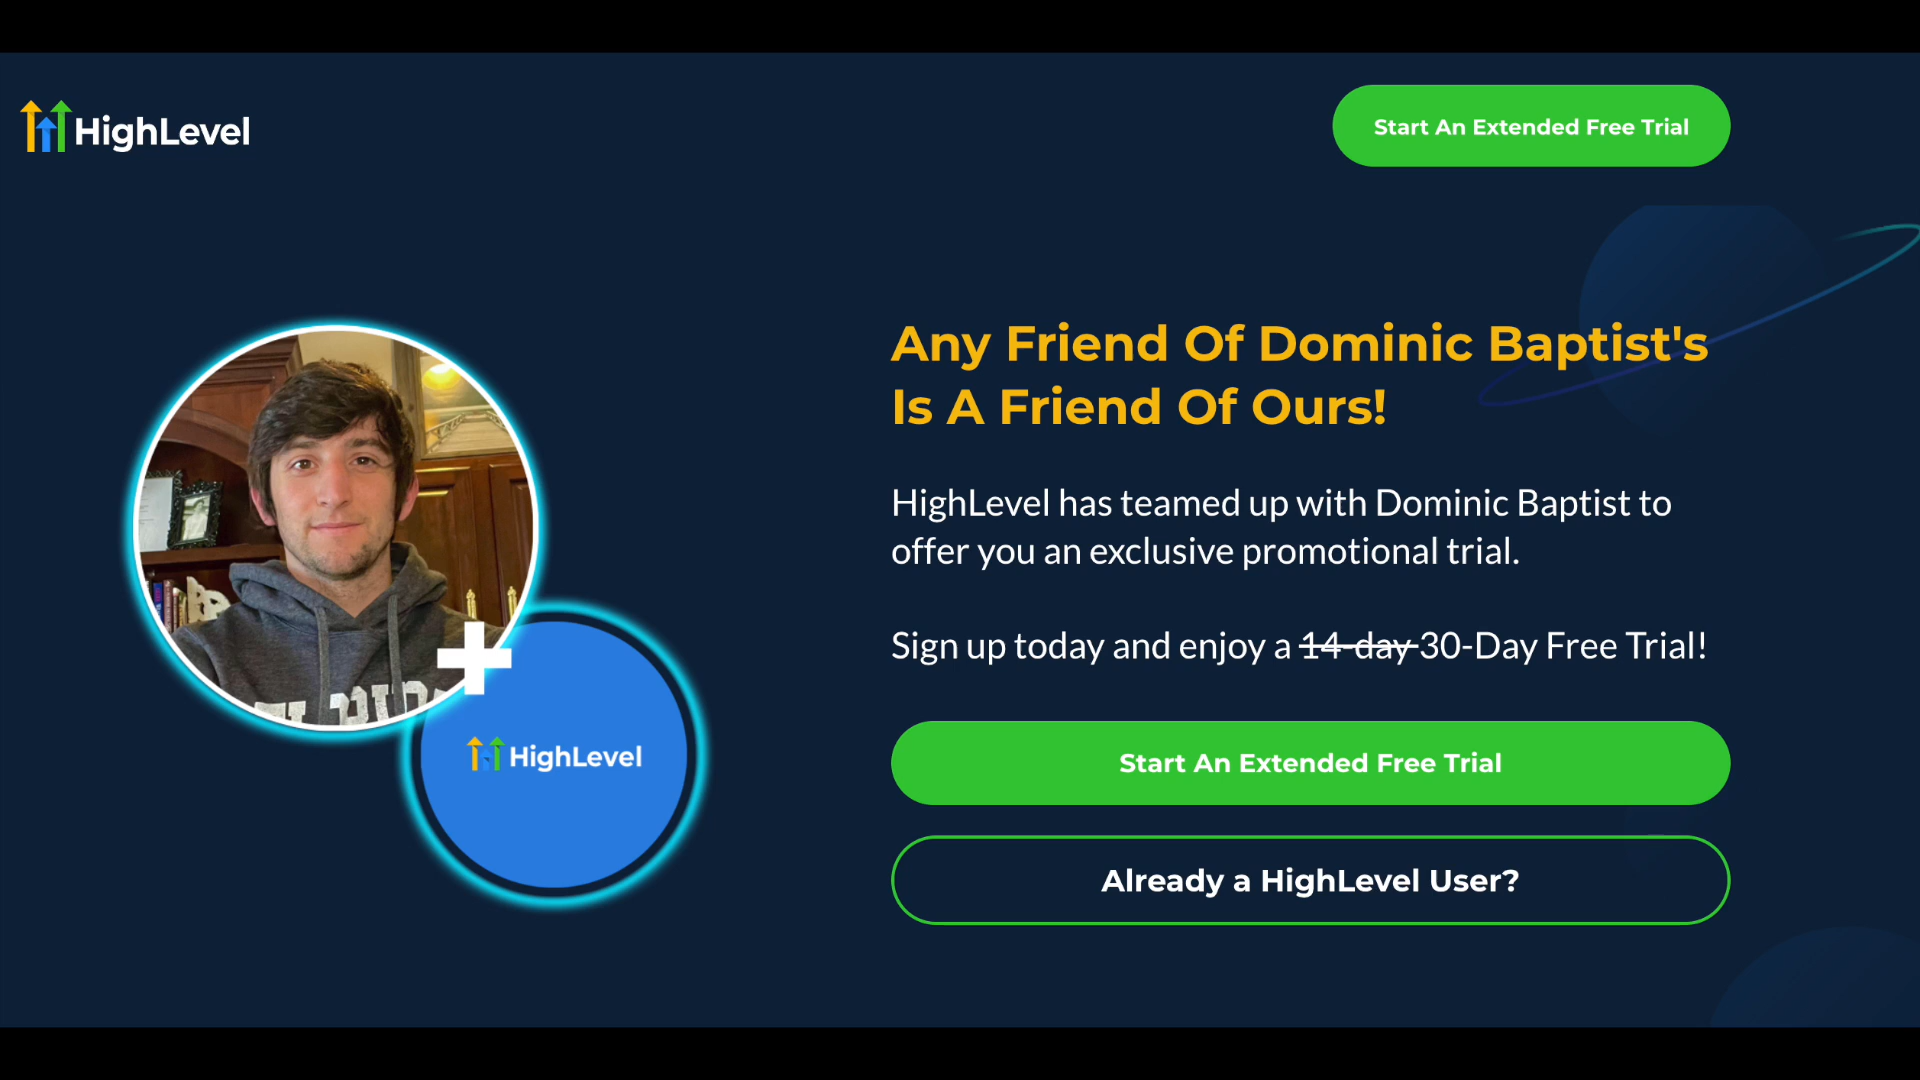 HighLevel
Start An Extended Free Trial
Any Friend Of Dominic Baptist's
Is A Friend Of Ours!
HighLevel has teamed up with Dominic Baptist to
offer you an exclusive promotional trial.
Sign up today and enjoy a 14-day 30-Day Free Trial!
Start An Extended Free Trial
Already a HighLevel User?
HighLevel